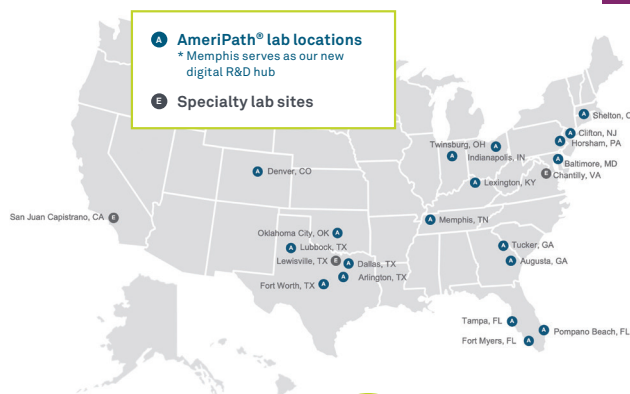 A AmeriPath® lab locations
* Memphis serves as our new
digital R&D hub
E Specialty lab sites
A Shelton, C
A Clifton, NJ
A Horsham, PA
Twinsburg, OH A
A Indianapolis, IN
A Baltimore, MD
E Chantilly, VA
A Denver, CO
A Lexington, KY
San Juan Capistrano, CA E
A Memphis, TN
Oklahoma City, OK A
A Lubbock, TX
A Tucker, GA
Lewisville, TX E
A Dallas, TX
A Augusta, GA
A Arlington, TX
Fort Worth, TX A
Tampa, FL A
A Pompano Beach, FL
Fort Myers, FL A